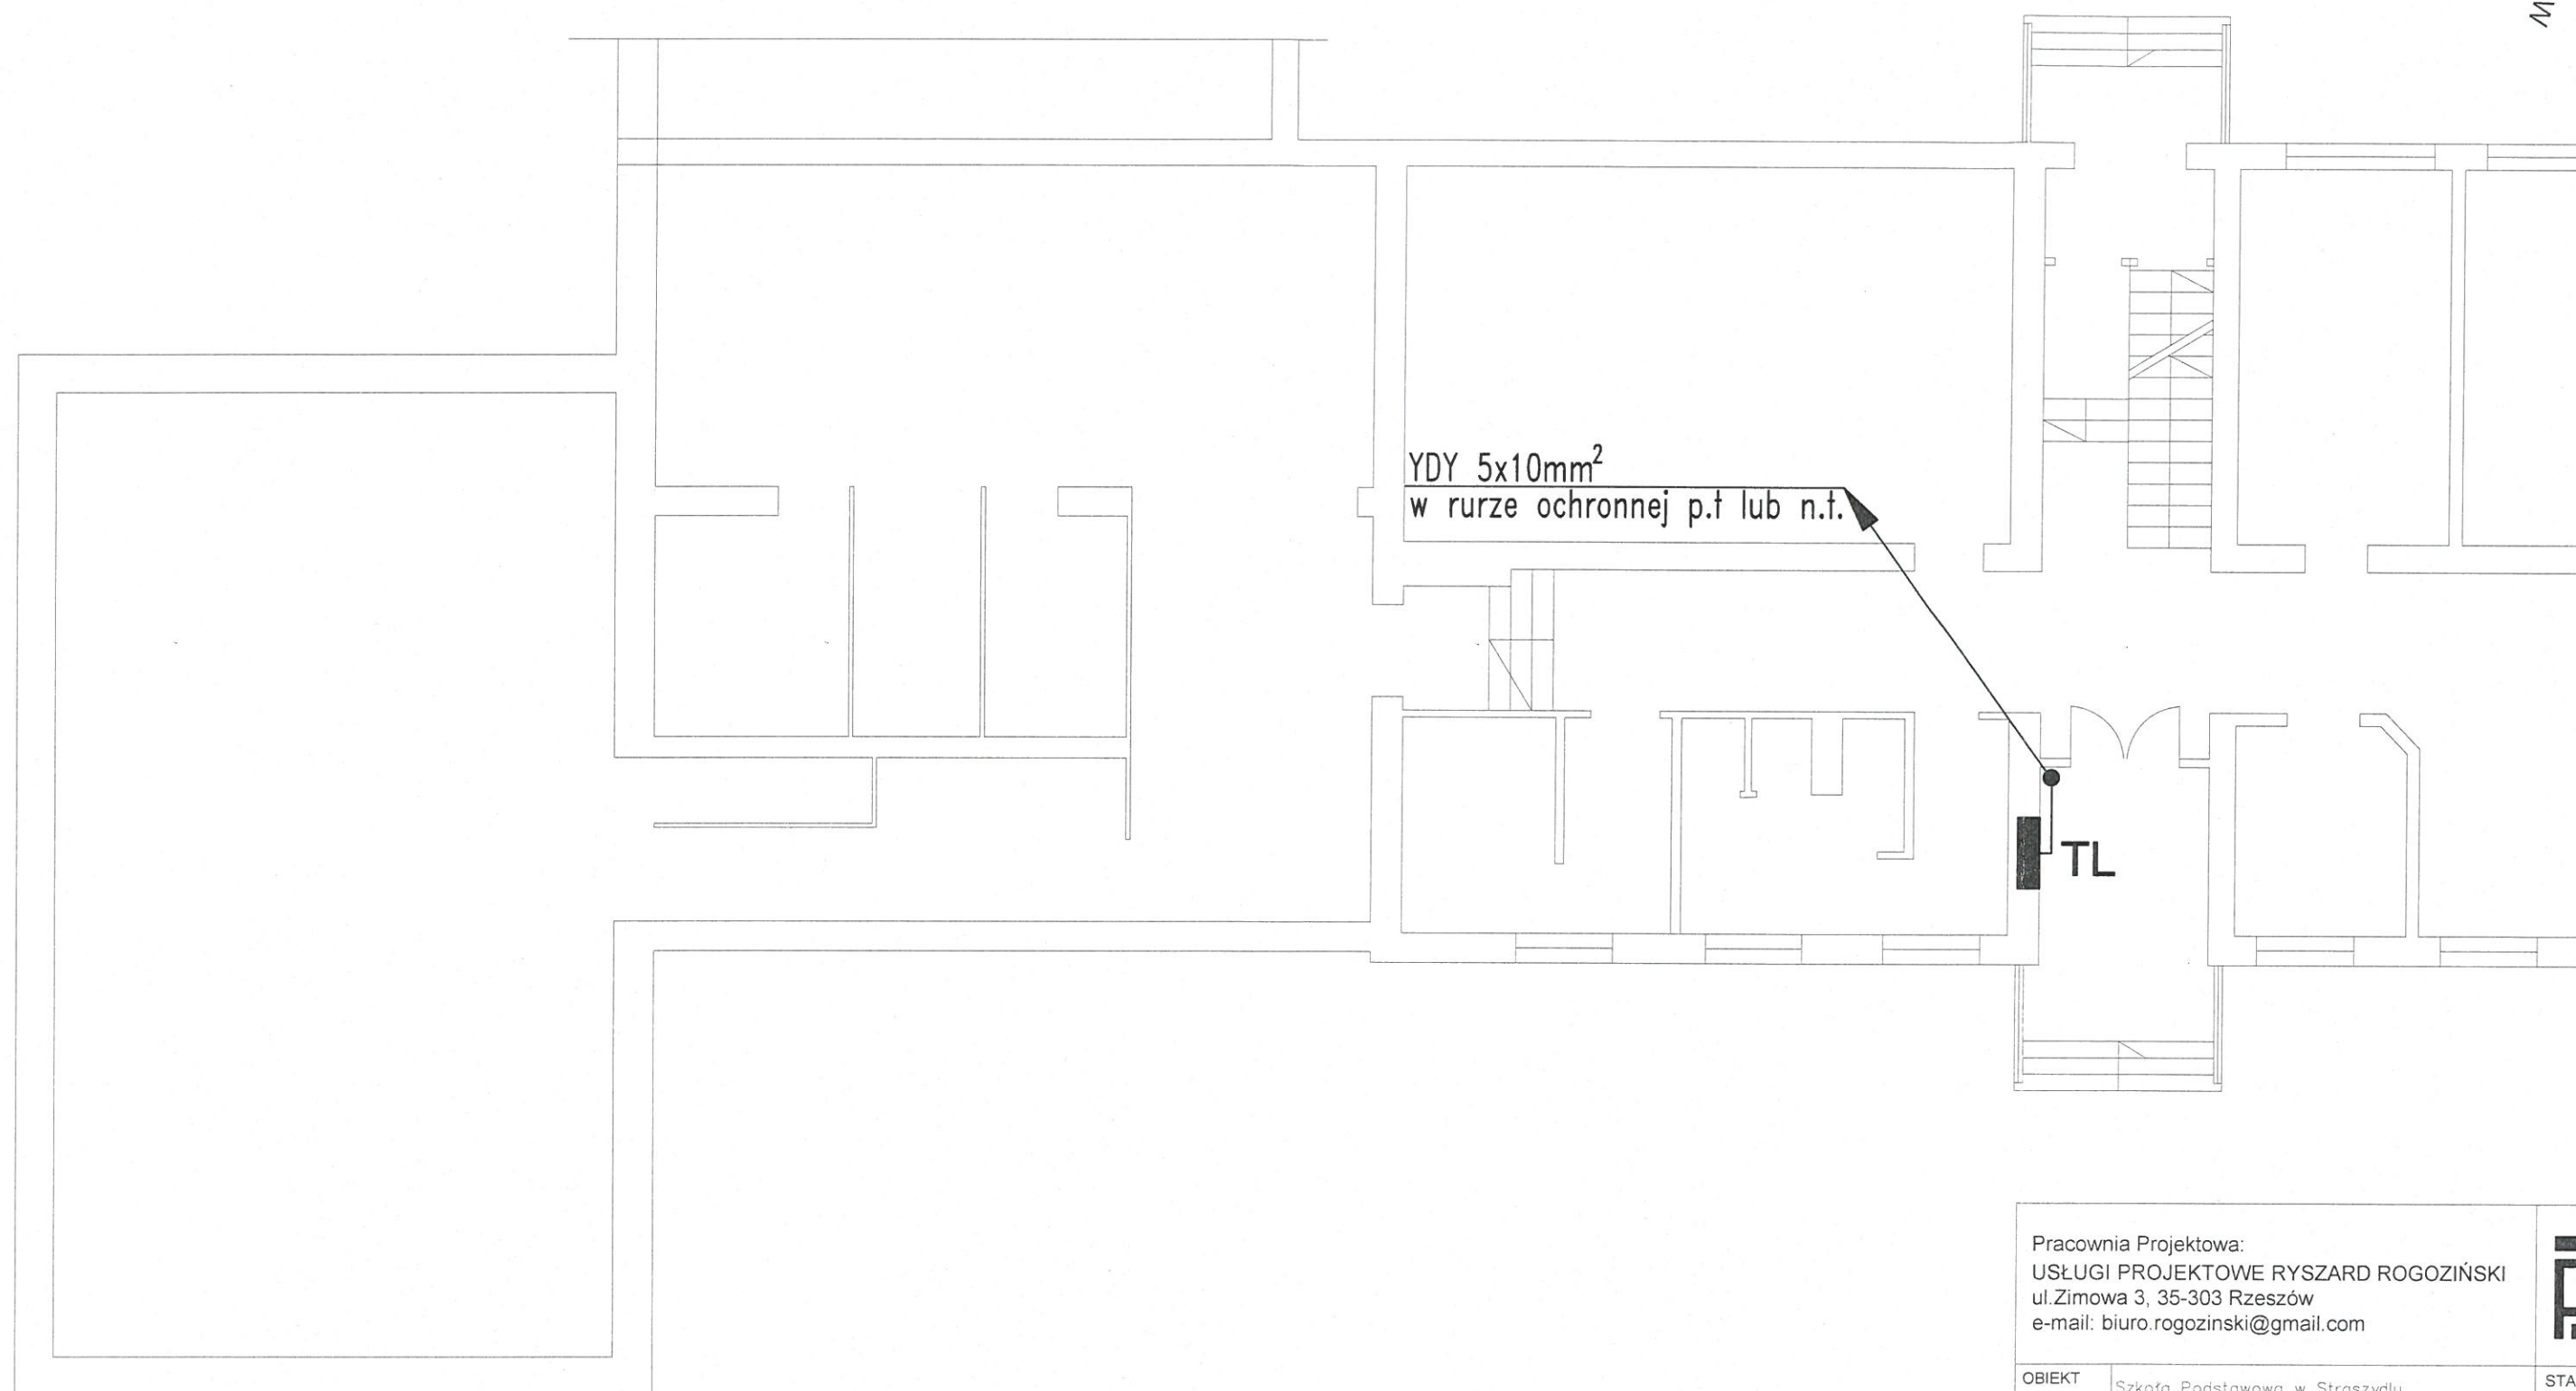 YDY 5x10mm²
w rurze ochronnej p.t lub n.t.
TL
Pracownia Projektowa:
USŁUGI PROJEKTOWE RYSZARD ROGOZIŃSKI
ul.Zimowa 3, 35-303 Rzeszów
e-mail: biuro.rogozinski@gmail.com
OBIEKT
Szkoła Podstawowa w Straszydlu